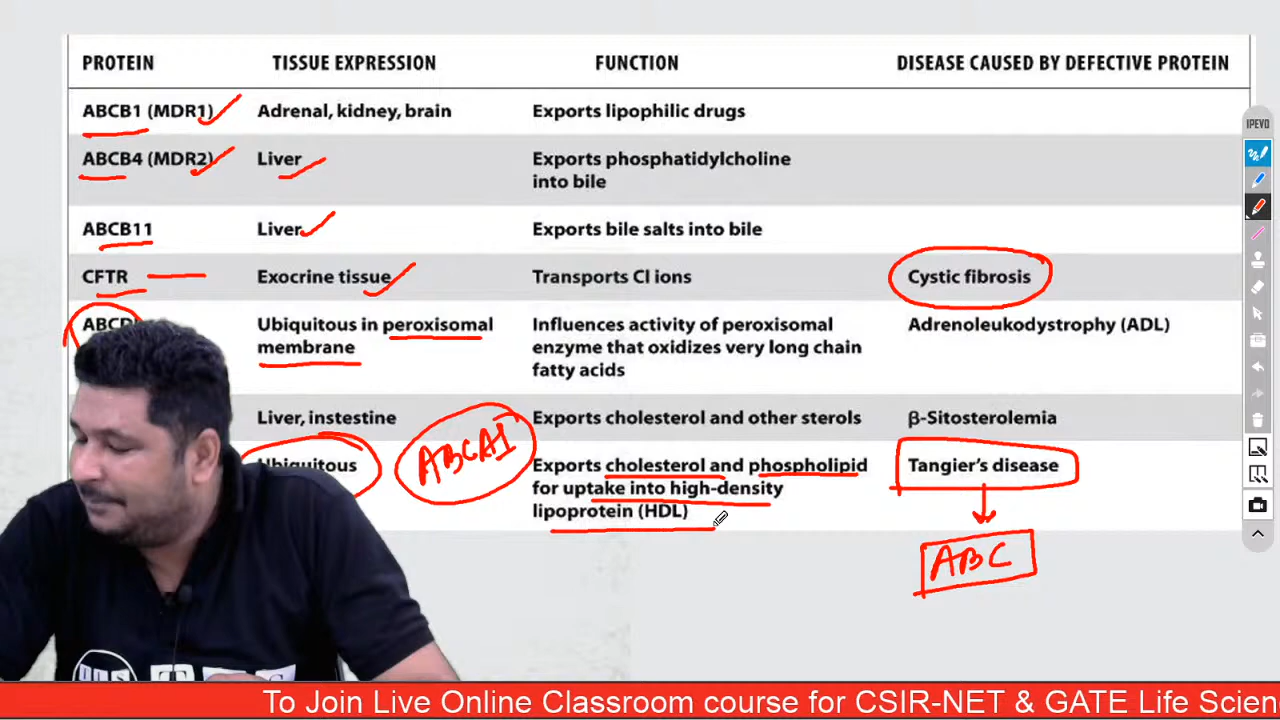 PROTEIN TISSUE EXPRESSION FUNCTION DISEASE CAUSED BY DEFECTIVE PROTEIN
ABCB1 (MDR1) Adrenal, kidney, brain Exports lipophilic drugs
ABCB4 (MDR2) Liver Exports phosphatidylcholine
into bile
ABCB11 Liver Exports bile salts into bile
CFTR Exocrine tissue Transports Cl ions Cystic fibrosis
Ubiquitous in peroxisomal Influences activity of peroxisomal Adrenoleukodystrophy (ADL)
membrane enzyme that oxidizes very long chain
fatty acids
Liver, instestine Exports cholesterol and other sterols β-Sitosterolemia
Ubiquitous ABCA1 Exports cholesterol and phospholipid Tangier's disease
for uptake into high-density
lipoprotein (HDL)
ABC
IPEVO
To Join Live Online Classroom course for CSIR-NET & GATE Life Scien